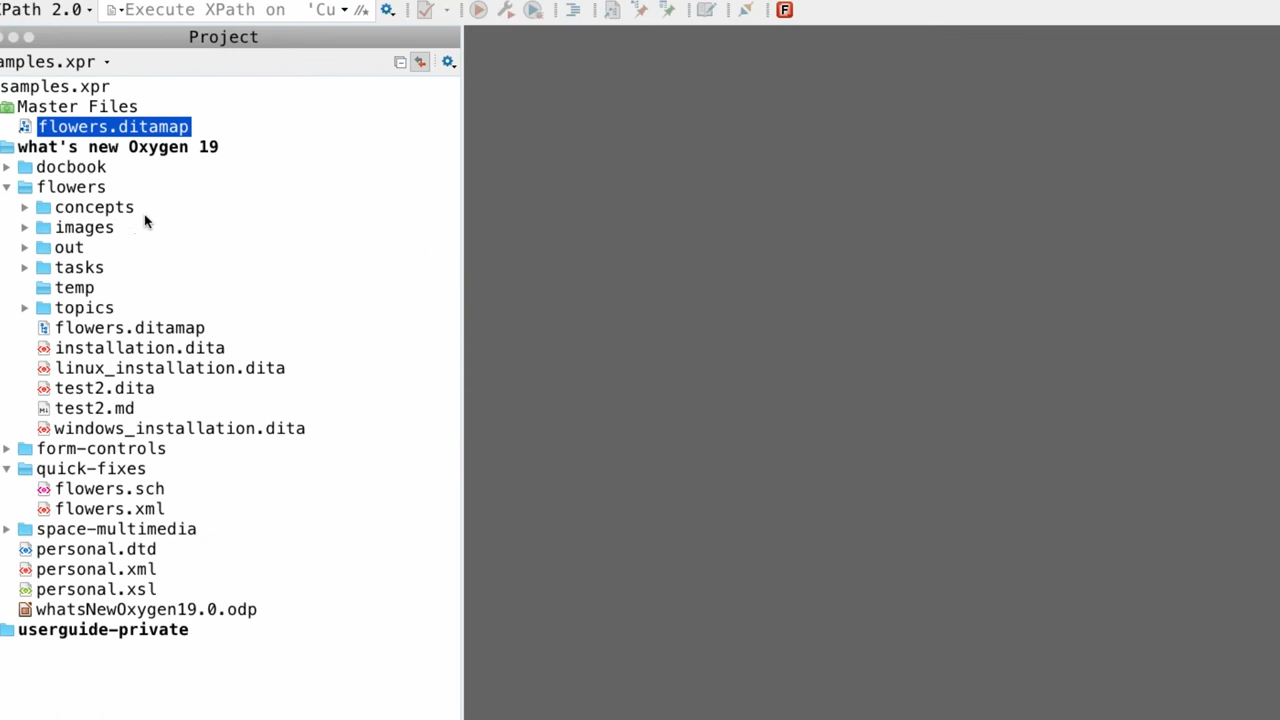 XPath 2.0 Execute XPath on 'Cu
Project
amples.xpr
samples.xpr
Master Files
flowers.ditamap
what's new Oxygen 19
docbook
flowers
concepts
images
out
tasks
temp
topics
flowers.ditamap
installation.dita
linux_installation.dita
test2.dita
test2.md
windows_installation.dita
form-controls
quick-fixes
flowers.sch
flowers.xml
space-multimedia
personal.dtd
personal.xml
personal.xsl
whatsNewOxygen19.0.odp
userguide-private